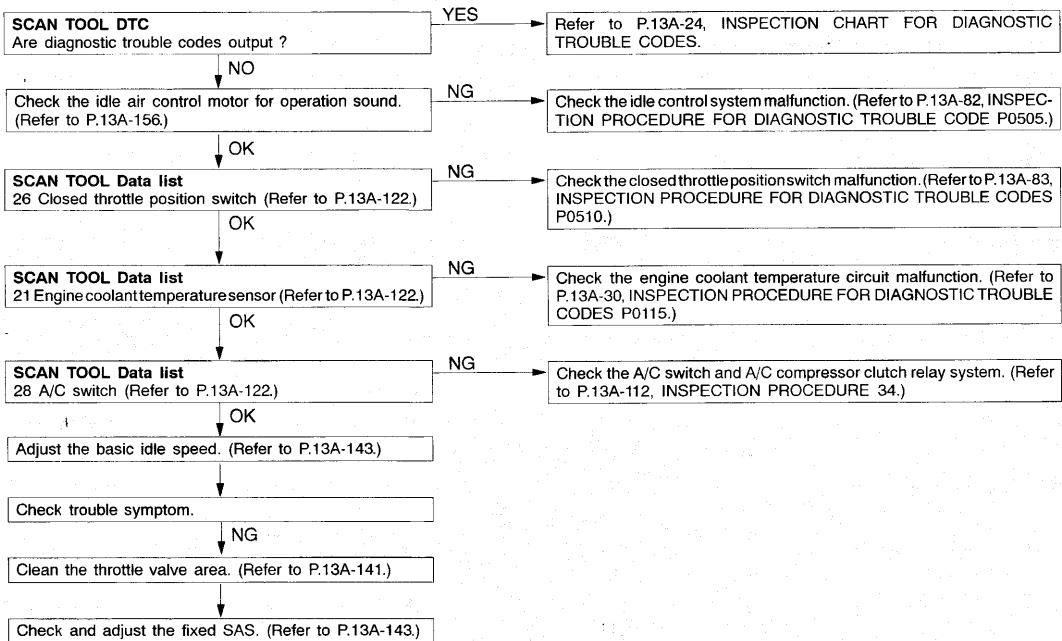 SCAN TOOL DTC
Are diagnostic trouble codes output ?
YES
Refer to P.13A-24, INSPECTION CHART FOR DIAGNOSTIC
TROUBLE CODES.
NO
Check the idle air control motor for operation sound.
(Refer to P.13A-156.)
NG
Check the idle control system malfunction. (Refer to P.13A-82, INSPEC-
TION PROCEDURE FOR DIAGNOSTIC TROUBLE CODE P0505.)
OK
SCAN TOOL Data list
26 Closed throttle position switch (Refer to P.13A-122.)
NG
Check the closed throttle position switch malfunction. (Refer to P.13A-83,
INSPECTION PROCEDURE FOR DIAGNOSTIC TROUBLE CODES
P0510.)
OK
SCAN TOOL Data list
21 Engine coolant temperature sensor (Refer to P.13A-122.)
NG
Check the engine coolant temperature circuit malfunction. (Refer to
P.13A-30, INSPECTION PROCEDURE FOR DIAGNOSTIC TROUBLE
CODES P0115.)
OK
SCAN TOOL Data list
28 A/C switch (Refer to P.13A-122.)
NG
Check the A/C switch and A/C compressor clutch relay system. (Refer
to P.13A-112, INSPECTION PROCEDURE 34.)
OK
Adjust the basic idle speed. (Refer to P.13A-143.)
Check trouble symptom.
NG
Clean the throttle valve area. (Refer to P.13A-141.)
Check and adjust the fixed SAS. (Refer to P.13A-143.)